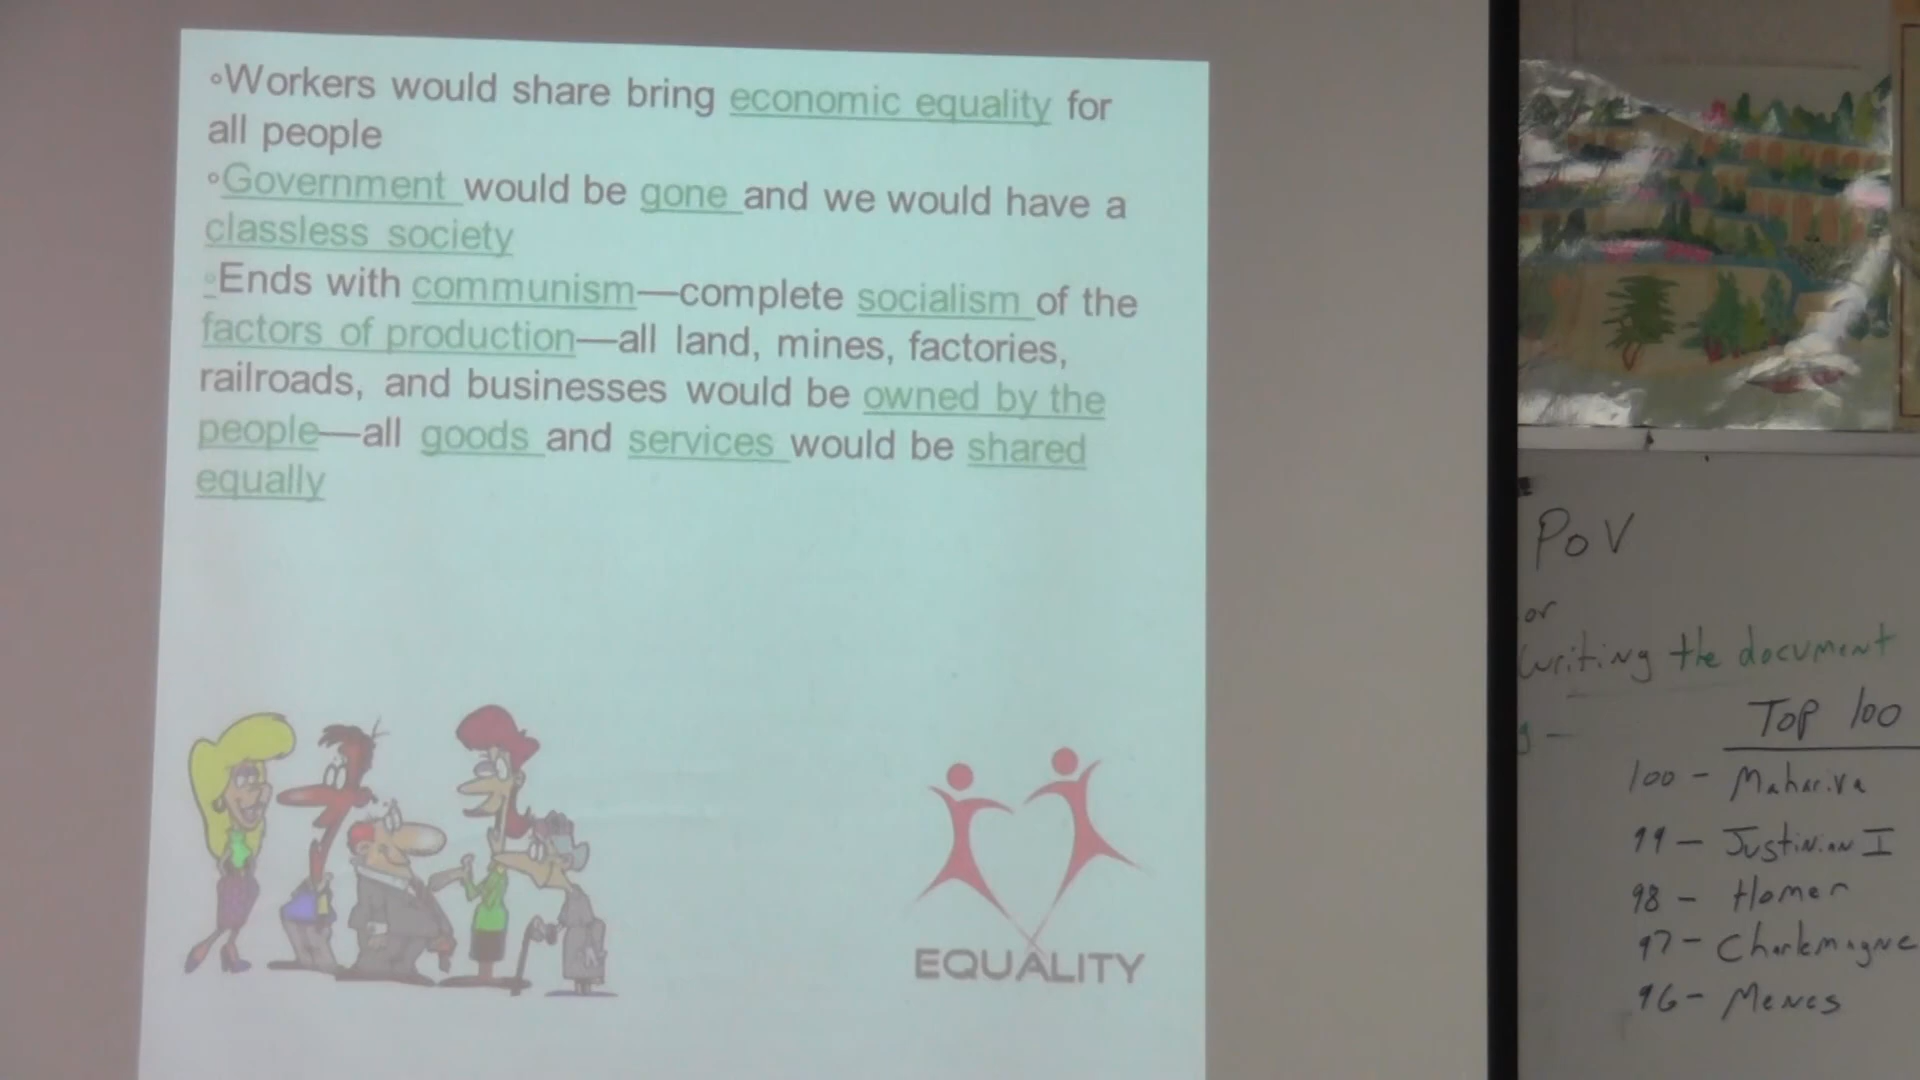 ◦Workers would share bring economic equality for
all people
◦Government would be gone and we would have a
classless society
◦Ends with communism—complete socialism of the
factors of production—all land, mines, factories,
railroads, and businesses would be owned by the
people—all goods and services would be shared
equally
EQUALITY
PoV
or
writing the document
Top 100
100 -
99 - Justinian I
98 - Homer
97 - Charlemagne
96 - Menes